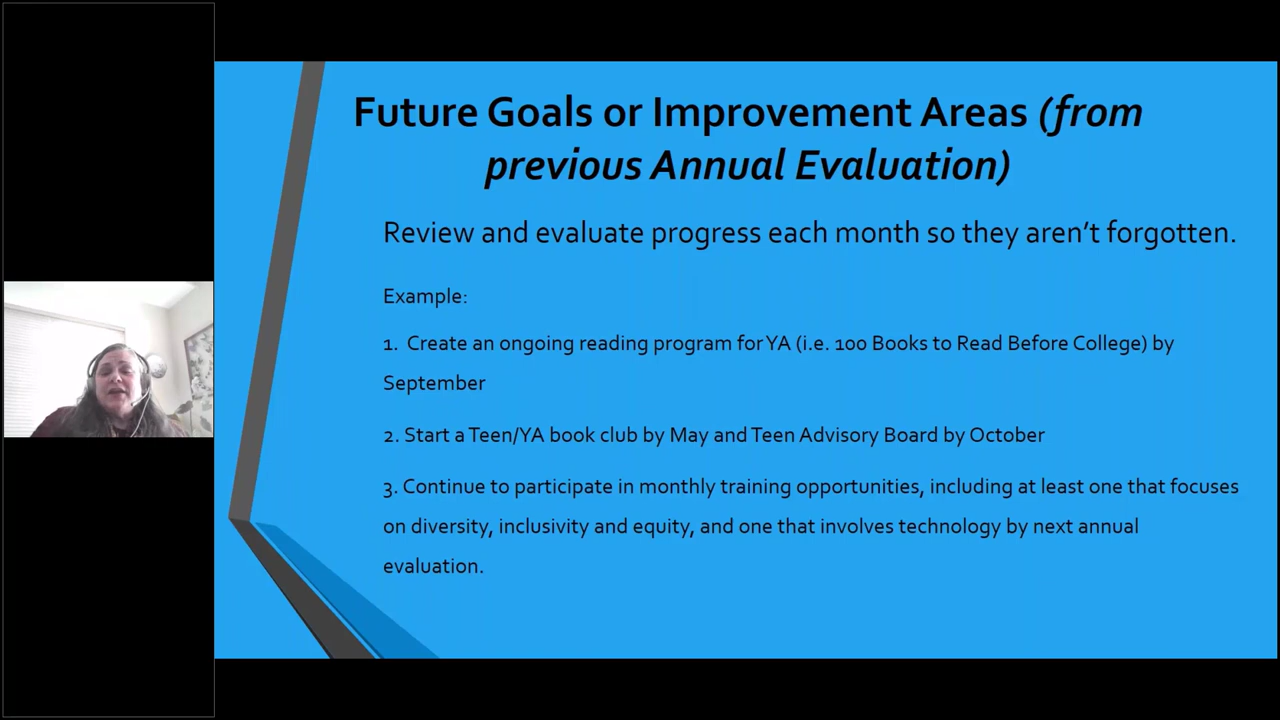 Future Goals or Improvement Areas (from
previous Annual Evaluation)
Review and evaluate progress each month so they aren't forgotten.
Example:
1. Create an ongoing reading program for YA (i.e. 100 Books to Read Before College) by
September
2. Start a Teen/YA book club by May and Teen Advisory Board by October
3. Continue to participate in monthly training opportunities, including at least one that focuses
on diversity, inclusivity and equity, and one that involves technology by next annual
evaluation.